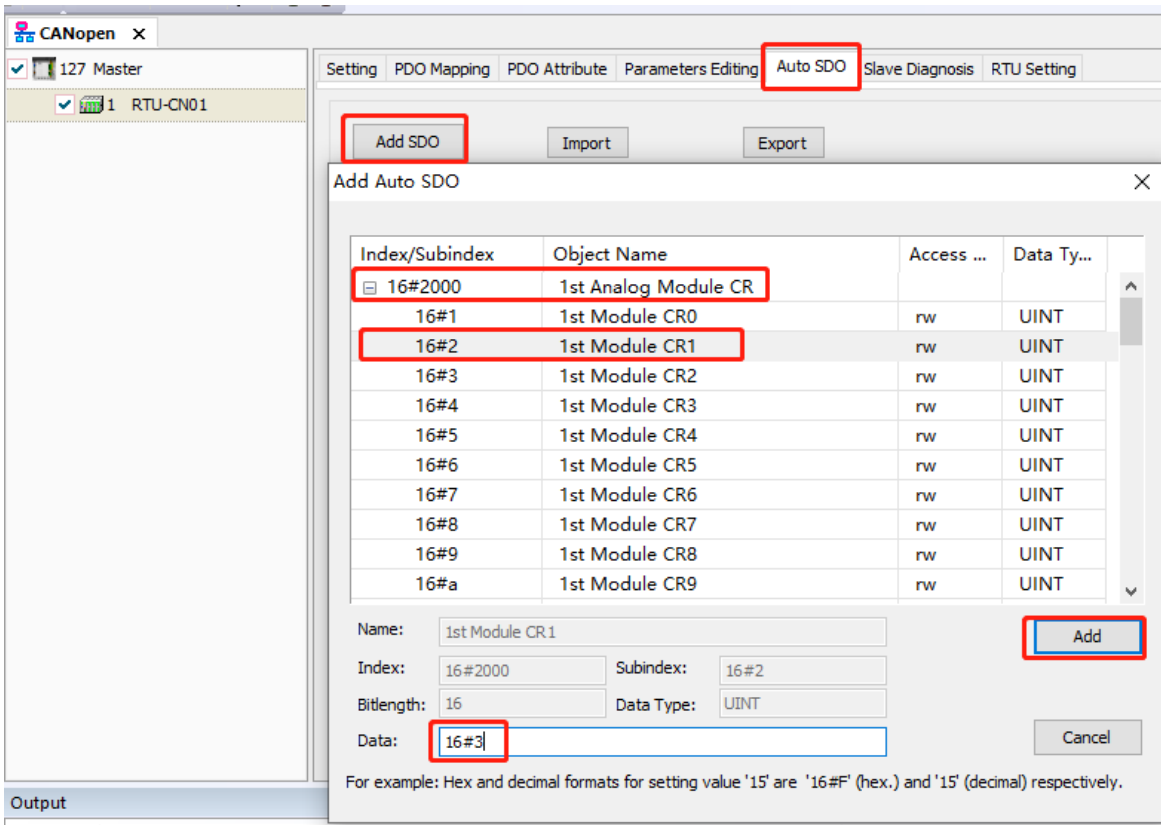 CANopen X
127 Master
1 RTU-CN01
Setting PDO Mapping PDO Attribute Parameters Editing Auto SDO Slave Diagnosis RTU Setting
Add SDO Import Export
Add Auto SDO
Index/Subindex Object Name Access ... Data Ty...
16#2000 1st Analog Module CR
16#1 1st Module CR0 rw UINT
16#2 1st Module CR1 rw UINT
16#3 1st Module CR2 rw UINT
16#4 1st Module CR3 rw UINT
16#5 1st Module CR4 rw UINT
16#6 1st Module CR5 rw UINT
16#7 1st Module CR6 rw UINT
16#8 1st Module CR7 rw UINT
16#9 1st Module CR8 rw UINT
16#a 1st Module CR9 rw UINT
Name: 1st Module CR1
Add
Index: 16#2000 Subindex: 16#2
Bitlength: 16 Data Type: UINT
Data: 16#3
Cancel
For example: Hex and decimal formats for setting value '15' are '16#F' (hex.) and '15' (decimal) respectively.
Output